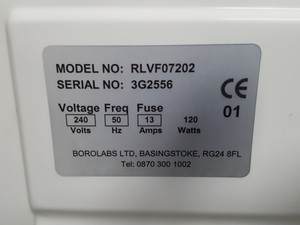 MODEL NO: RLVF07202
SERIAL NO: 3G2556
CE
01
Voltage Freq Fuse
240 50 13 120
Volts Hz Amps Watts
BOROLABS LTD, BASINGSTOKE, RG24 8FL
Tel: 0870 300 1002